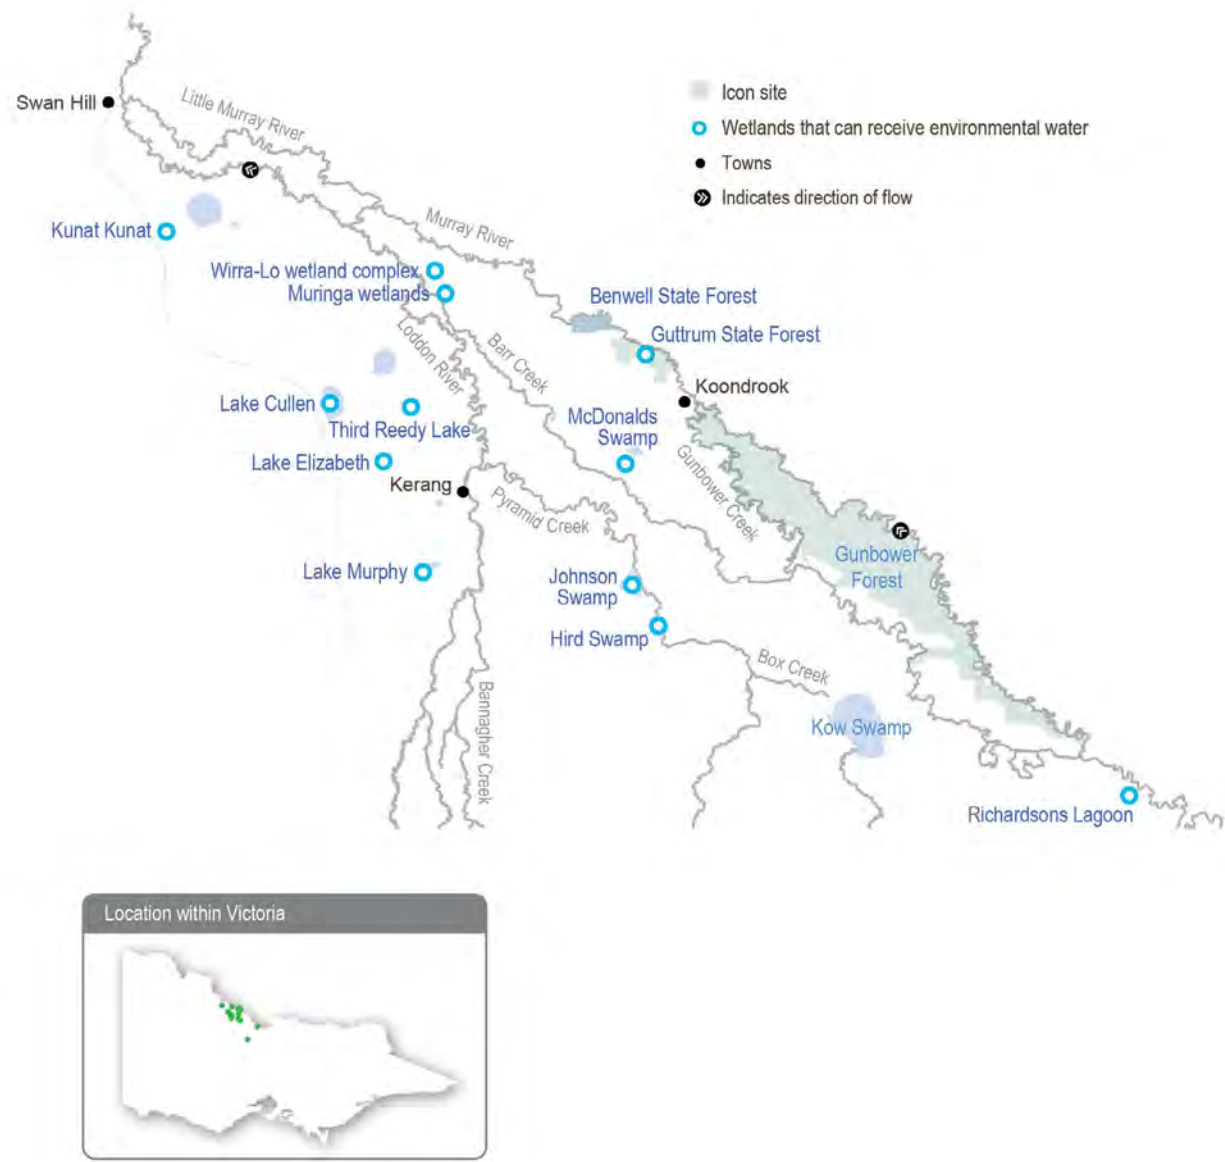 Swan Hill
Little Murray River
Icon site
Wetlands that can receive environmental water
Towns
Indicates direction of flow
Kunat Kunat
Murray River
Wirra-Lo wetland complex
Muringa wetlands
Benwell State Forest
Guttrum State Forest
Loddon River
Barr Creek
Koondrook
Lake Cullen
Third Reedy Lake
McDonalds
Swamp
Lake Elizabeth
Kerang
Gunbower Creek
Pyramid Creek
Gunbower
Forest
Lake Murphy
Johnson
Swamp
Hird Swamp
Box Creek
Bannagher Creek
Kow Swamp
Richardsons Lagoon
Location within Victoria